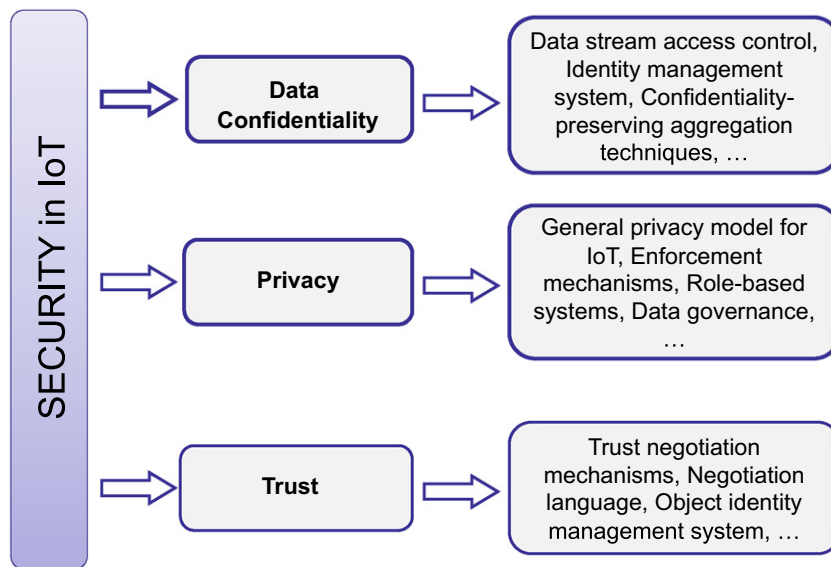 SECURITY in IoT
Data
Confidentiality
Data stream access control,
Identity management
system, Confidentiality-
preserving aggregation
techniques, …
Privacy
General privacy model for
IoT, Enforcement
mechanisms, Role-based
systems, Data governance,
…
Trust
Trust negotiation
mechanisms, Negotiation
language, Object identity
management system, …